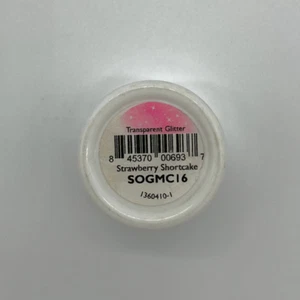 Transparent Glitter
8 45370 00693 7
Strawberry Shortcake
SOGMC16
1360410-1